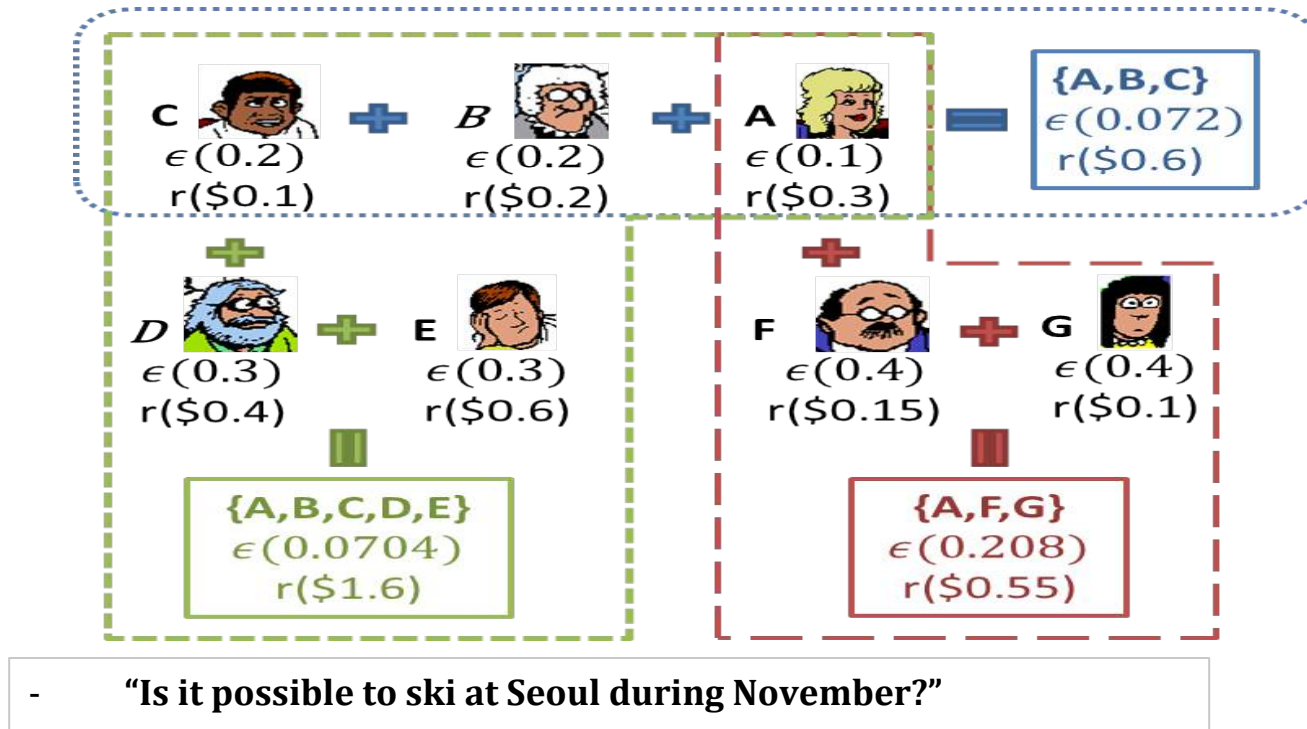 C + B + A = {A,B,C}
ϵ(0.2) ϵ(0.2) ϵ(0.1) ϵ(0.072)
r($0.1) r($0.2) r($0.3) r($0.6)
+ +
D + E F + G
ϵ(0.3) ϵ(0.3) ϵ(0.4) ϵ(0.4)
r($0.4) r($0.6) r($0.15) r($0.1)
= =
{A,B,C,D,E} {A,F,G}
ϵ(0.0704) ϵ(0.208)
r($1.6) r($0.55)
- “Is it possible to ski at Seoul during November?”